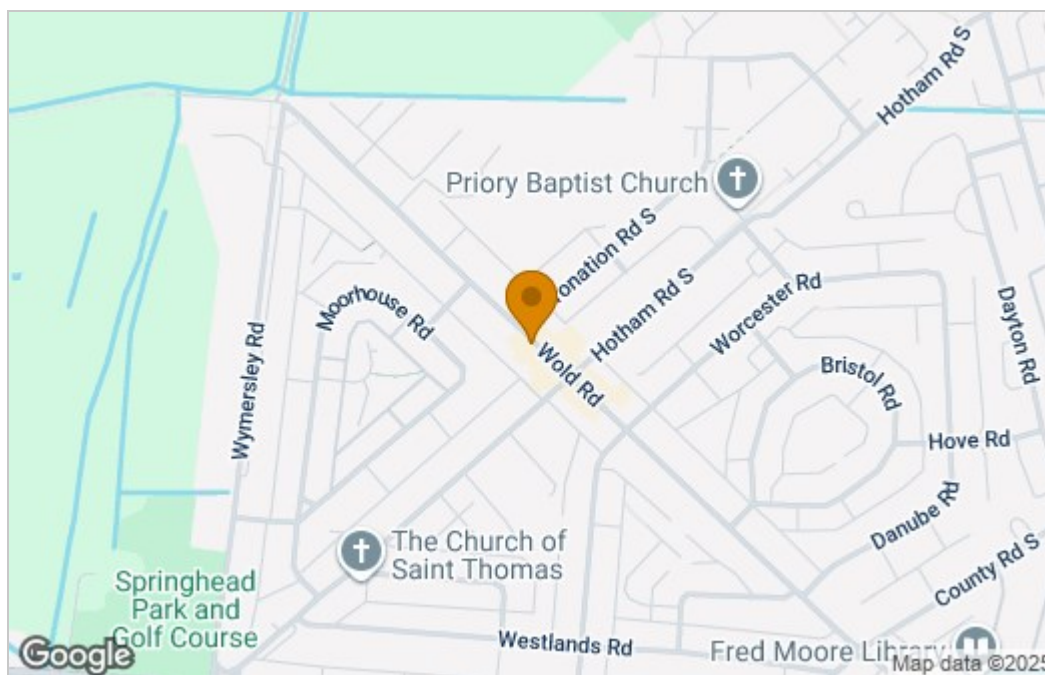 Hotham Rd S
Priory Baptist Church
onation Rd S
Hotham Rd S
Worcester Rd
Dayton Rd
Moorhouse Rd
Wold Rd
Bristol Rd
Wymersley Rd
Hove Rd
Danube Rd
The Church of
Saint Thomas
County Rd S
Springhead
Park and
Golf Course
Westlands Rd
Fred Moore Library
Google
Map data ©2025